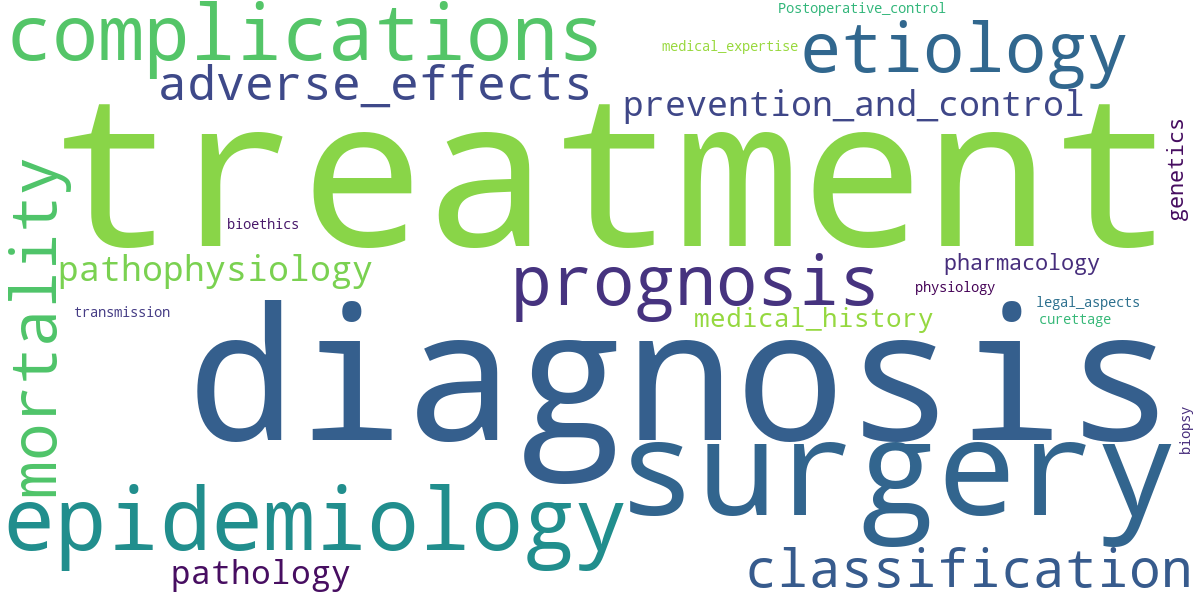 complications
Postoperative_control
medical_expertise
etiology
adverse_effects
prevention_and_control
treatment
genetics
mortality
bioethics
pathophysiology
prognosis
pharmacology
physiology
transmission
medical_history
legal_aspects
curettage
diagnosis
biopsy
surgery
epidemiology
pathology
classification